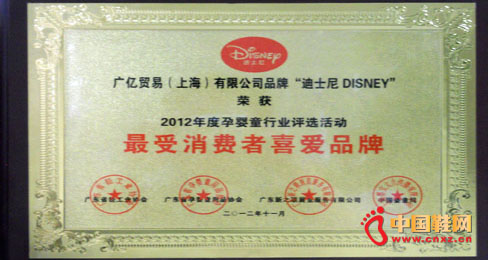 DISNEY
迪士尼
广亿贸易（上海）有限公司品牌“迪士尼 DISNEY”
荣 获
2012年度孕婴童行业评选活动
最受消费者喜爱品牌
二〇一二年十一月
中国鞋网
www.cnxz.cn